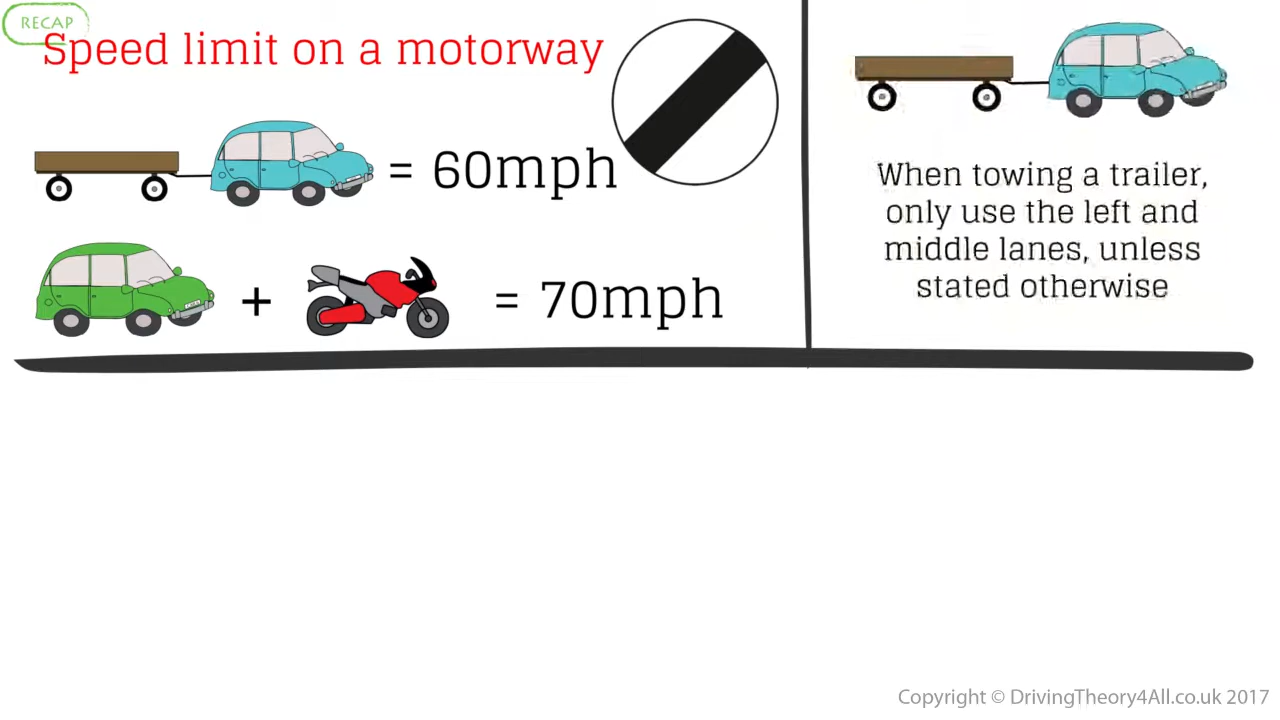 RECAP
Speed limit on a motorway
= 60mph
+ = 70mph
When towing a trailer,
only use the left and
middle lanes, unless
stated otherwise
Copyright © DrivingTheory4All.co.uk 2017